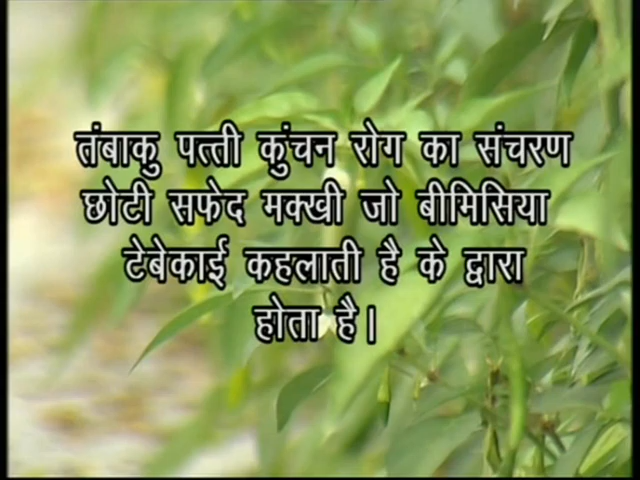 तंबाकु पत्ती कुंचन रोग का संचरण
छोटी सफेद मक्खी जो बीमिसिया
टेबेकाई कहलाती है के द्वारा
होता है।